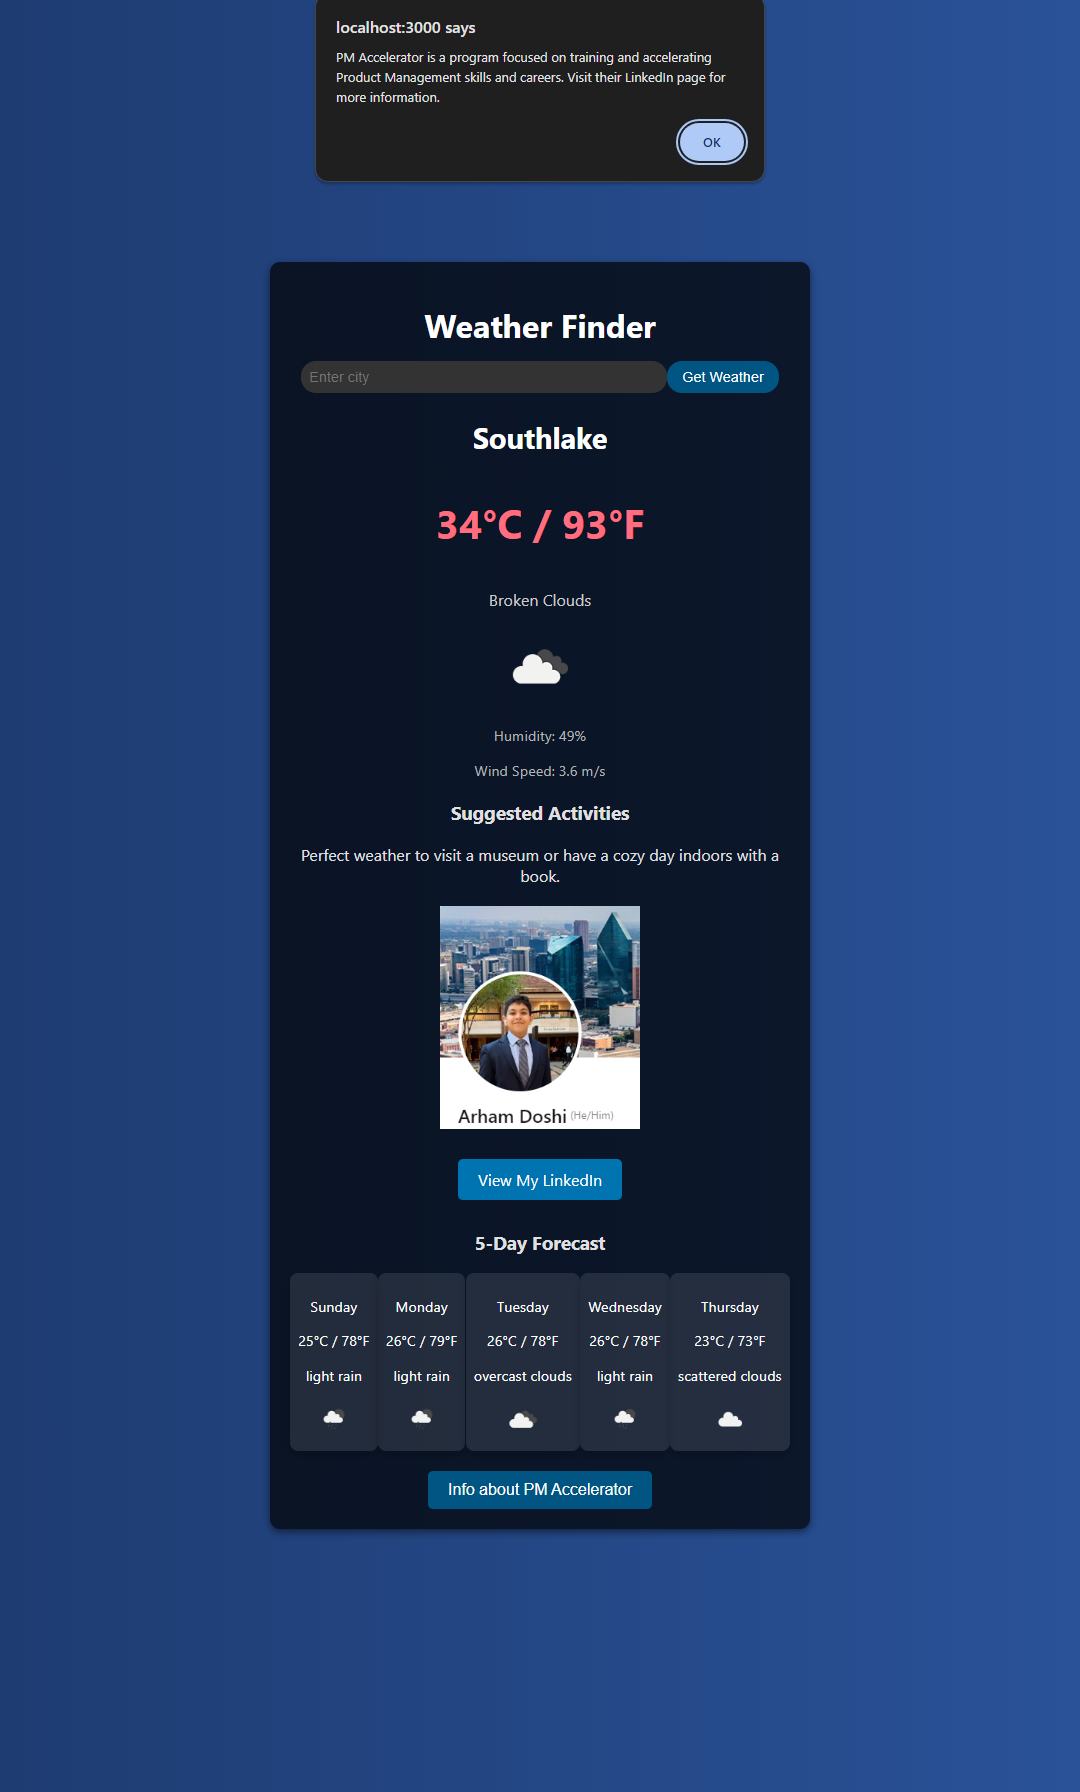 localhost:3000 says
PM Accelerator is a program focused on training and accelerating
Product Management skills and careers. Visit their LinkedIn page for
more information.
OK
Weather Finder
Enter city
Get Weather
Southlake
34°C / 93°F
Broken Clouds
Humidity: 49%
Wind Speed: 3.6 m/s
Suggested Activities
Perfect weather to visit a museum or have a cozy day indoors with a
book.
Arham Doshi (He/Him)
View My LinkedIn
5-Day Forecast
Sunday
25°C / 78°F
light rain
Monday
26°C / 79°F
light rain
Tuesday
26°C / 78°F
overcast clouds
Wednesday
26°C / 78°F
light rain
Thursday
23°C / 73°F
scattered clouds
Info about PM Accelerator